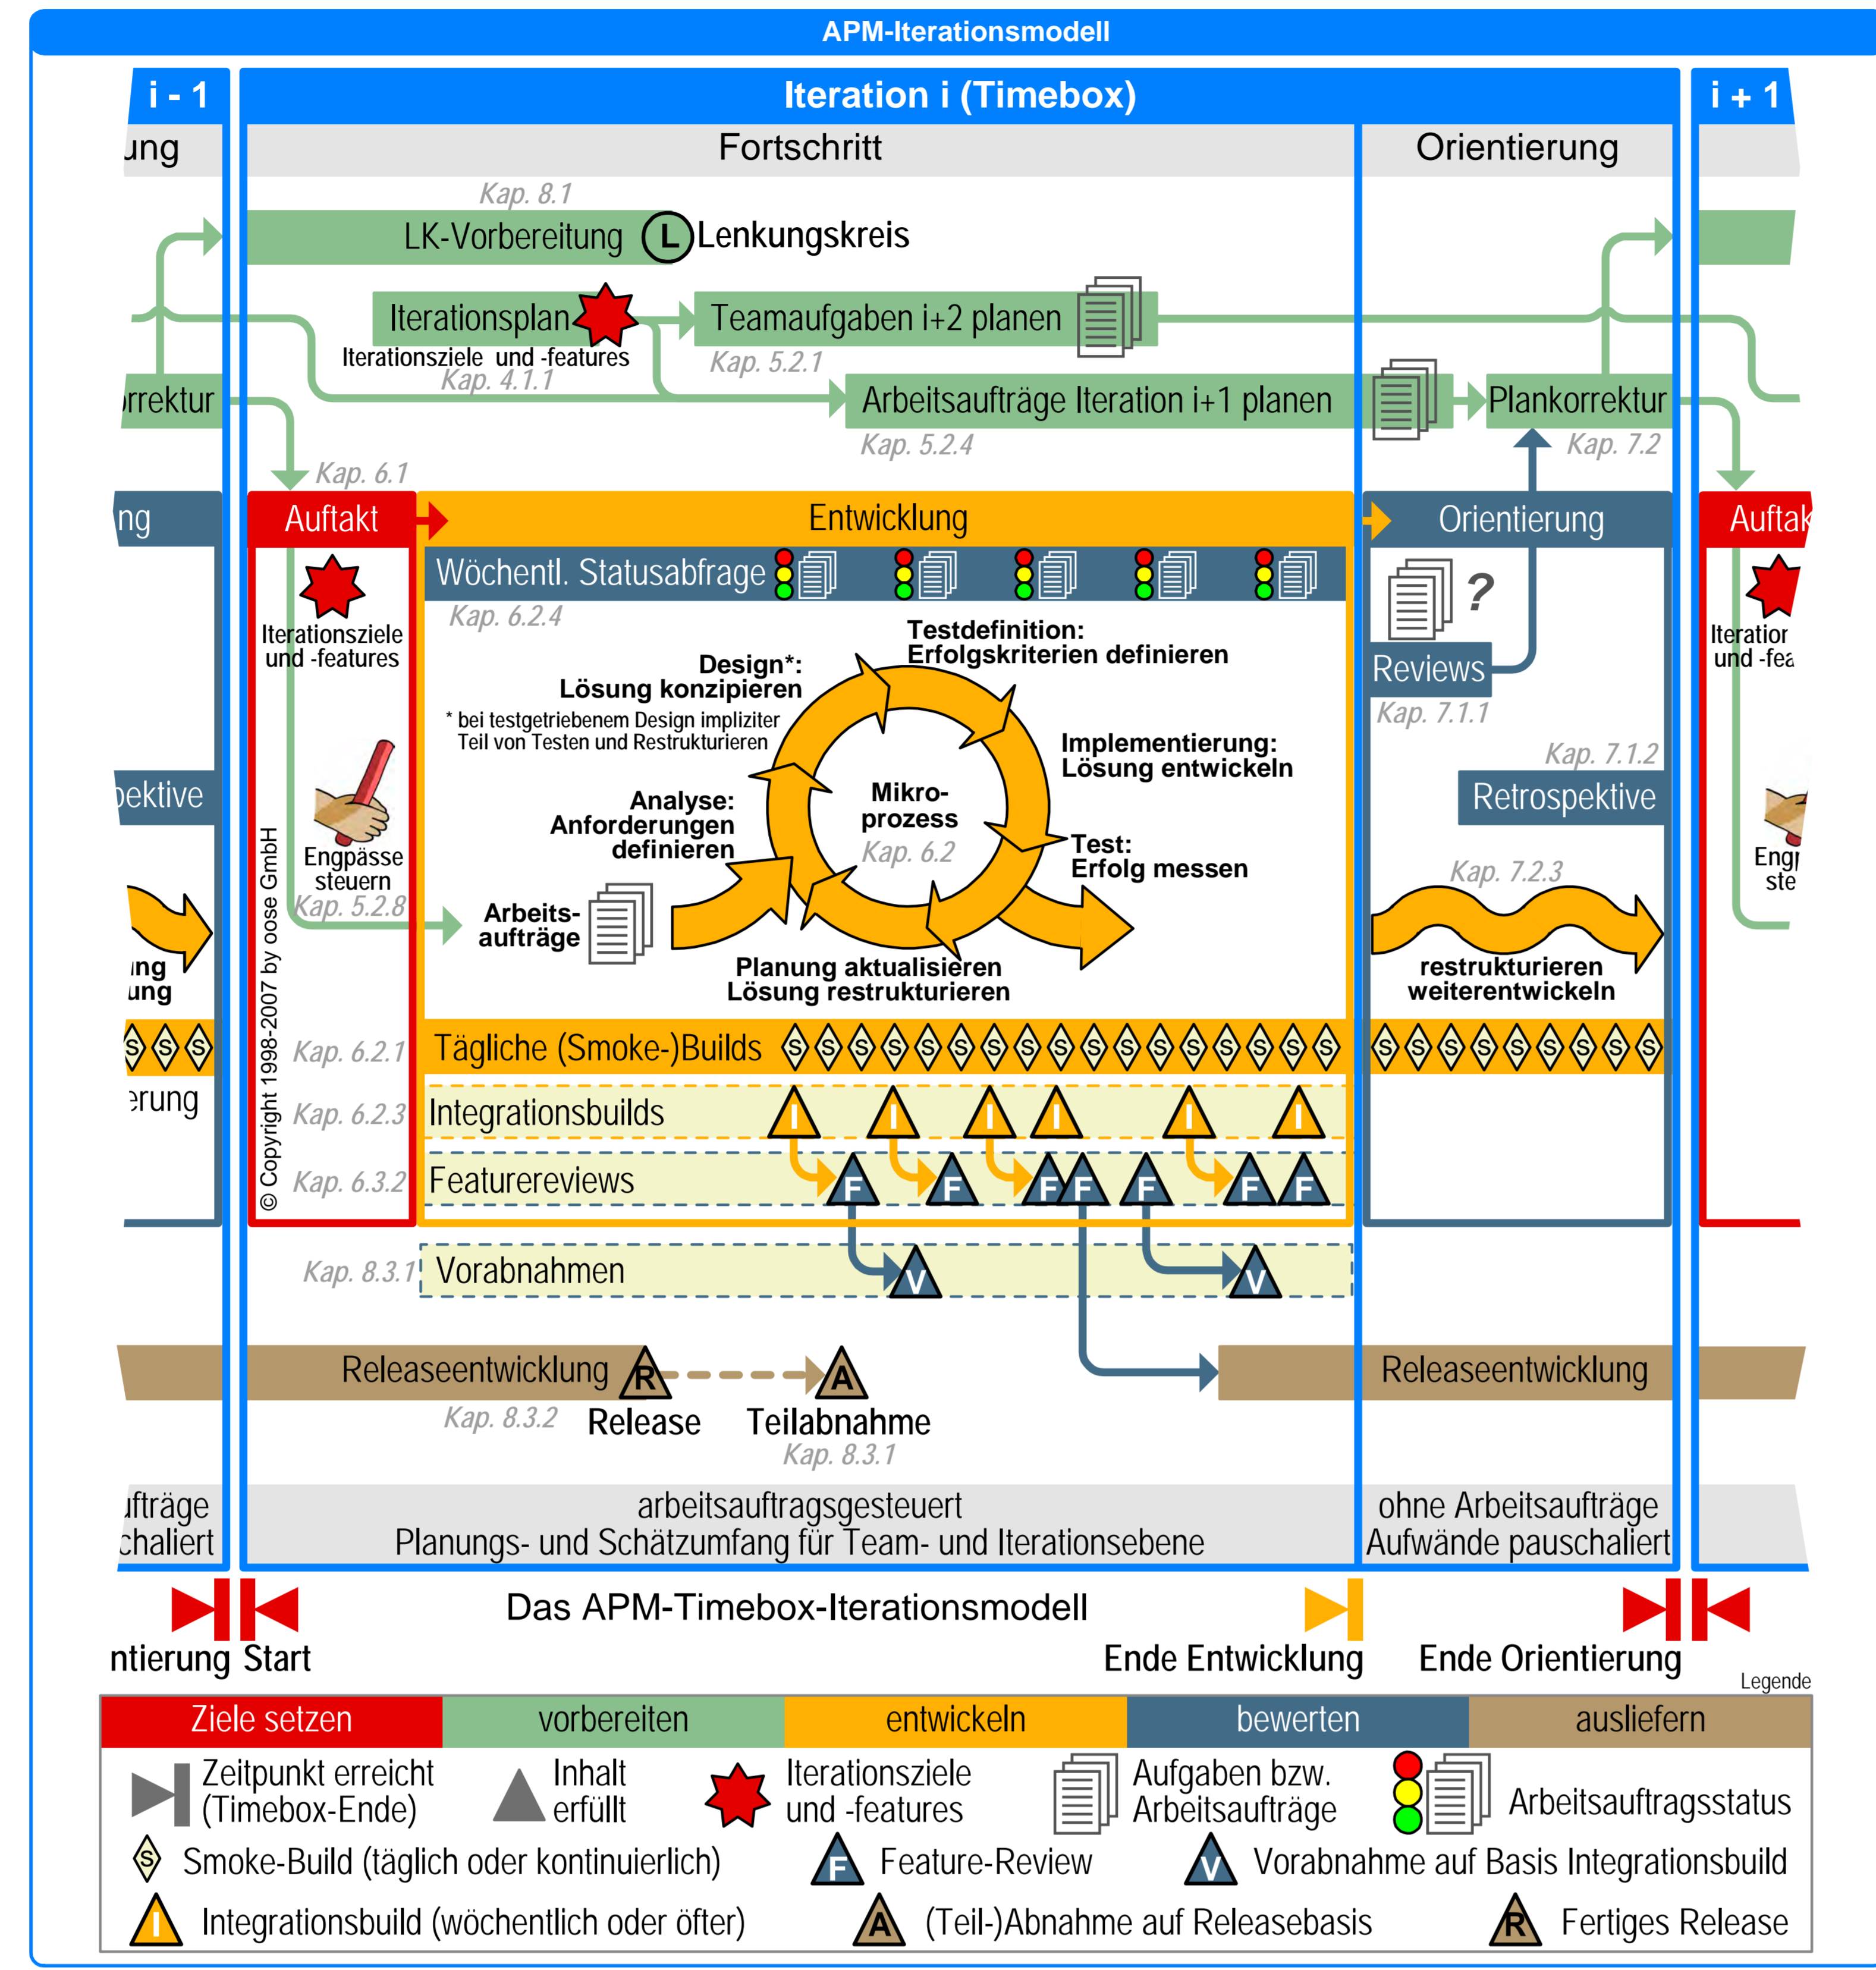 APM-Iterationsmodell
i - 1
Iteration i (Timebox)
i + 1
ung
Fortschritt
Orientierung
Kap. 8.1
LK-Vorbereitung
L
Lenkungskreis
Iterationsplan
Teamaufgaben i+2 planen
Iterationsziele und -features
Kap. 4.1.1
Kap. 5.2.1
rrektur
Arbeitsaufträge Iteration i+1 planen
Plankorrektur
Kap. 5.2.4
Kap. 7.2
Kap. 6.1
ng
Auftakt
Entwicklung
Orientierung
Auftak
Wöchentl. Statusabfrage
Kap. 6.2.4
?
Iterationsziele
und -features
Testdefinition:
Erfolgskriterien definieren
Design*:
Lösung konzipieren
* bei testgetriebenem Design impliziter
Teil von Testen und Restrukturieren
Reviews
Kap. 7.1.1
Iteration
und -fea
Implementierung:
Lösung entwickeln
Kap. 7.1.2
Retrospektive
pektive
Analyse:
Anforderungen
definieren
Mikro-
prozess
Kap. 6.2
Test:
Erfolg messen
Engpässe
steuern
Kap. 5.2.8
Kap. 7.2.3
Engp
ste
Arbeits-
aufträge
Planung aktualisieren
Lösung restrukturieren
restrukturieren
weiterentwickeln
ung
ung
© Copyright 1998-2007 by oose GmbH
S S S
Kap. 6.2.1
Tägliche (Smoke-)Builds
S S S S S S S S S S S S S S S S S
S S S S S S S S S
erung
Kap. 6.2.3
Integrationsbuilds
I I I I I I
Kap. 6.3.2
Featurereviews
F F F F F F F
Kap. 8.3.1
Vorabnahmen
V V
Releaseentwicklung
R
A
Releaseentwicklung
Kap. 8.3.2
Release
Teilabnahme
Kap. 8.3.1
ufträge
chaliert
arbeitsauftragsgesteuert
Planungs- und Schätzumfang für Team- und Iterationsebene
ohne Arbeitsaufträge
Aufwände pauschaliert
Das APM-Timebox-Iterationsmodell
ntierung
Start
Ende Entwicklung
Ende Orientierung
Legende
Ziele setzen
vorbereiten
entwickeln
bewerten
ausliefern
Zeitpunkt erreicht
(Timebox-Ende)
Inhalt
erfüllt
Iterationsziele
und -features
Aufgaben bzw.
Arbeitsaufträge
Arbeitsauftragsstatus
S
Smoke-Build (täglich oder kontinuierlich)
F
Feature-Review
V
Vorabnahme auf Basis Integrationsbuild
I
Integrationsbuild (wöchentlich oder öfter)
A
(Teil-)Abnahme auf Releasebasis
R
Fertiges Release